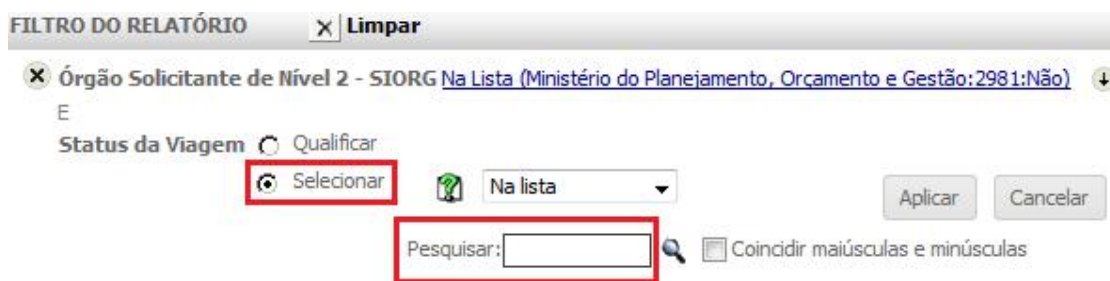 FILTRO DO RELATÓRIO Limpar
Órgão Solicitante de Nível 2 - SIORG Na Lista (Ministério do Planejamento, Orçamento e Gestão:2981:Não)
E
Status da Viagem Qualificar
Selecionar Na lista Aplicar Cancelar
Pesquisar: Coincidir maiúsculas e minúsculas